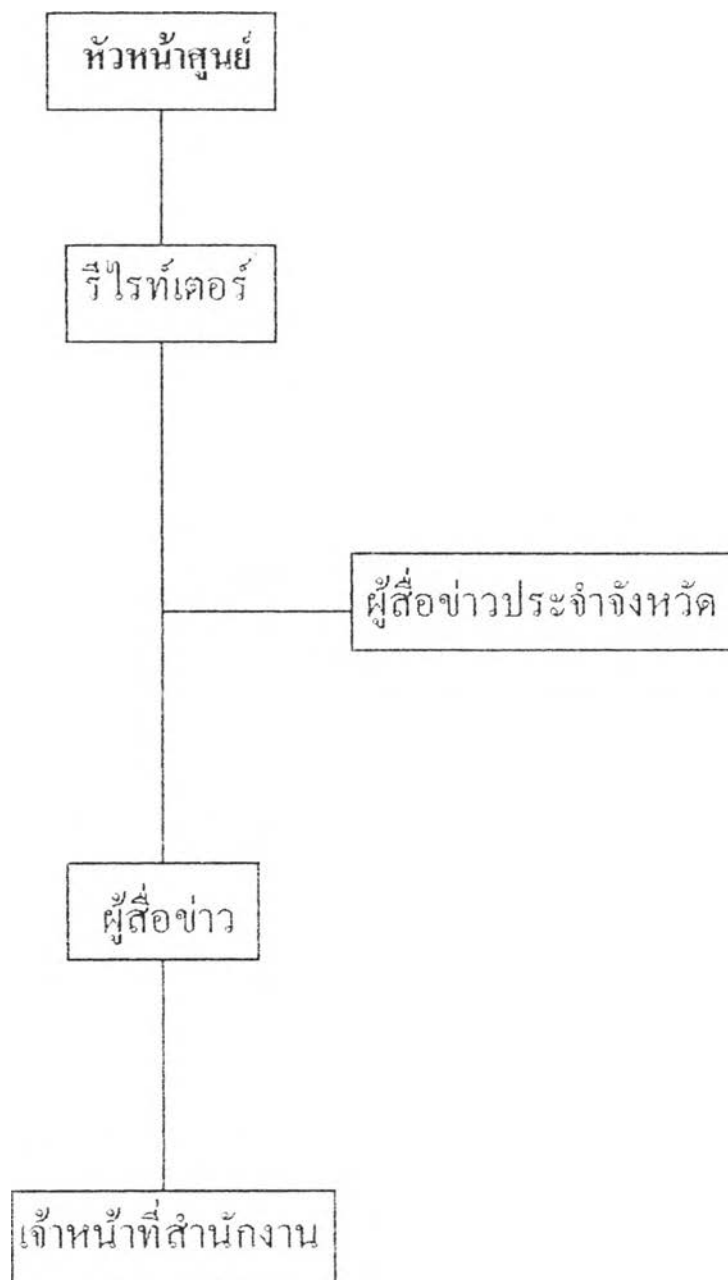 หัวหน้าศูนย์
รีไรท์เตอร์
ผู้สื่อข่าวประจำจังหวัด
ผู้สื่อข่าว
เจ้าหน้าที่สำนักงาน